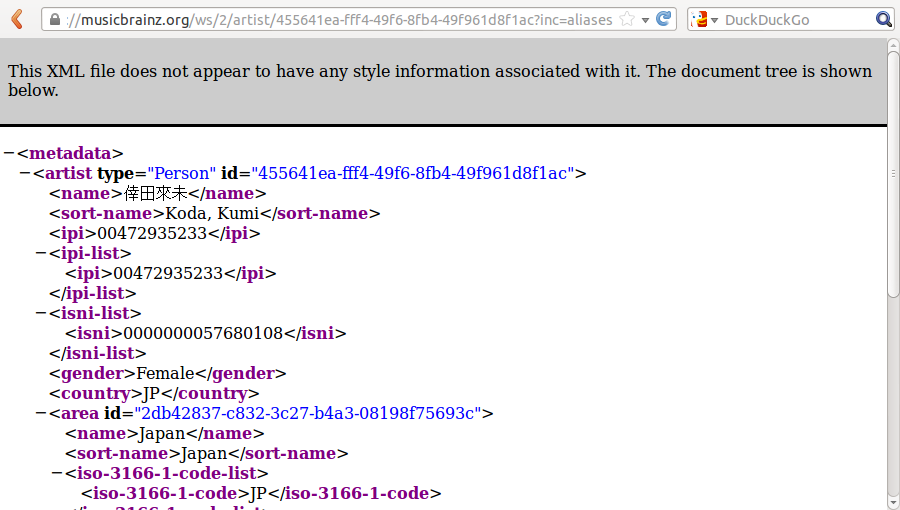 ://musicbrainz.org/ws/2/artist/455641ea-fff4-49f6-8fb4-49f961d8f1ac?inc=aliases DuckDuckGo
This XML file does not appear to have any style information associated with it. The document tree is shown
below.
−<metadata>
−<artist type="Person" id="455641ea-fff4-49f6-8fb4-49f961d8f1ac">
<name>倖田來未</name>
<sort-name>Koda, Kumi</sort-name>
<ipi>00472935233</ipi>
−<ipi-list>
<ipi>00472935233</ipi>
</ipi-list>
−<isni-list>
<isni>0000000057680108</isni>
</isni-list>
<gender>Female</gender>
<country>JP</country>
−<area id="2db42837-c832-3c27-b4a3-08198f75693c">
<name>Japan</name>
<sort-name>Japan</sort-name>
−<iso-3166-1-code-list>
<iso-3166-1-code>JP</iso-3166-1-code>
</iso-3166-1-code-list>